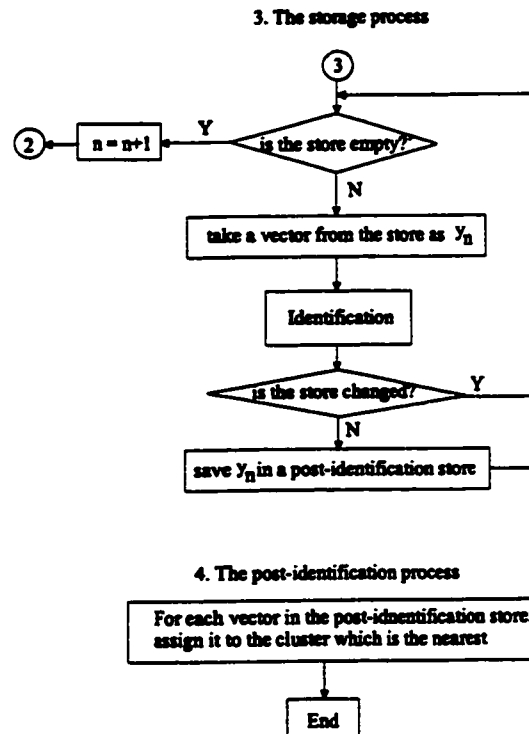 3. The storage process
3
is the store empty?
Y
n = n+1
2
N
take a vector from the store as yn
Identification
is the store changed?
Y
N
save yn in a post-identification store
4. The post-identification process
For each vector in the post-idnentification store,
assign it to the cluster which is the nearest
End